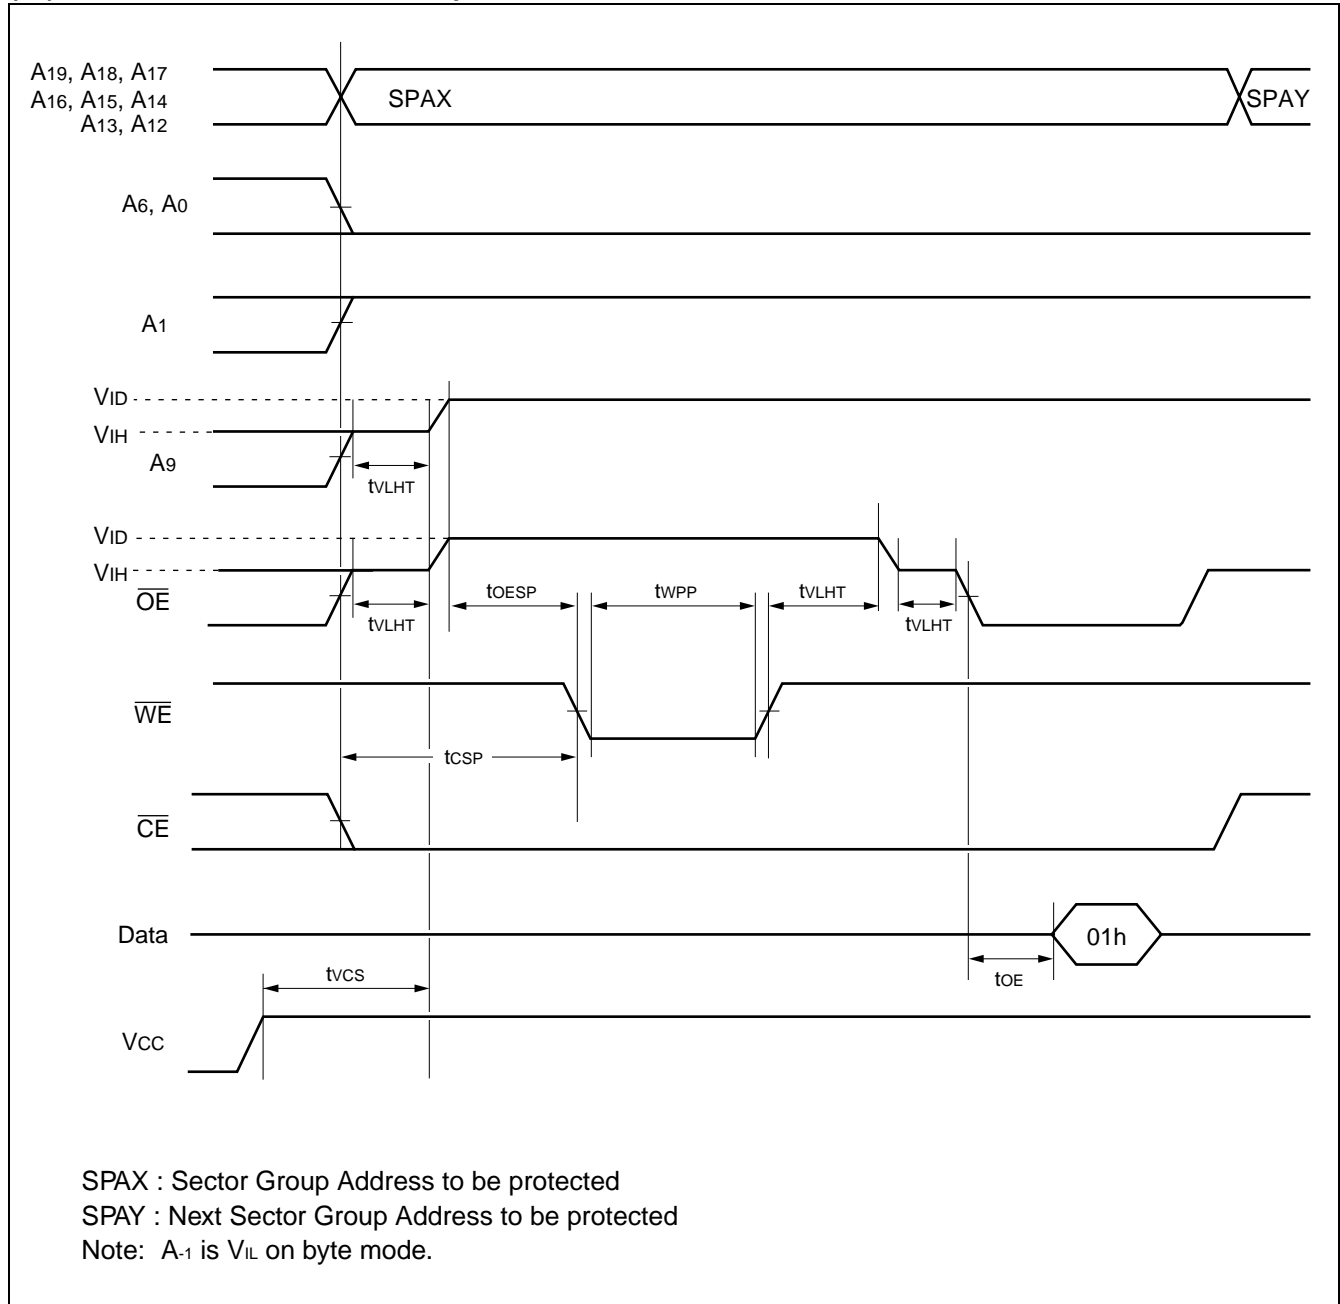 A19, A18, A17
A16, A15, A14
A13, A12
SPAX
SPAY
A6, A0
A1
VID
VIH
A9
tVLHT
VID
VIH
OE
tVLHT
tOESP
tWPP
tVLHT
tVLHT
WE
tCSP
CE
Data
01h
tOE
tVCS
VCC
SPAX : Sector Group Address to be protected
SPAY : Next Sector Group Address to be protected
Note: A-1 is VIL on byte mode.